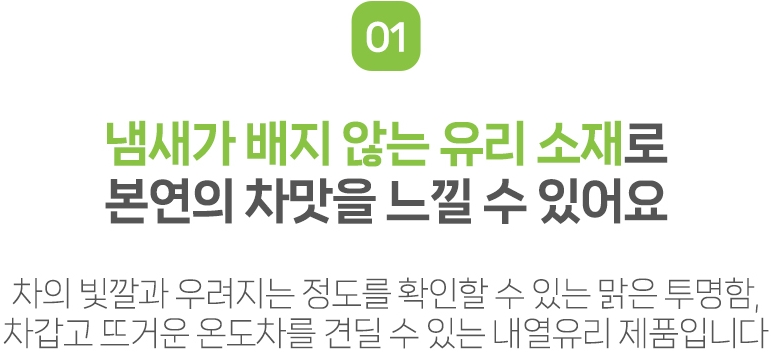 01
냄새가 배지 않는 유리 소재로
본연의 차맛을 느낄 수 있어요
차의 빛깔과 우려지는 정도를 확인할 수 있는 맑은 투명함,
차갑고 뜨거운 온도차를 견딜 수 있는 내열유리 제품입니다